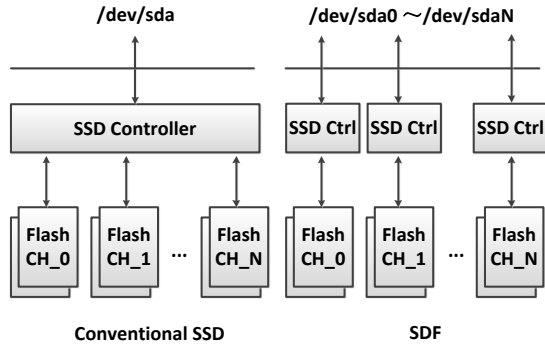 /dev/sda
/dev/sda0 ～/dev/sdaN
SSD Controller
SSD Ctrl
SSD Ctrl
SSD Ctrl
Flash
CH_0
Flash
CH_1
...
Flash
CH_N
Flash
CH_0
Flash
CH_1
...
Flash
CH_N
Conventional SSD
SDF